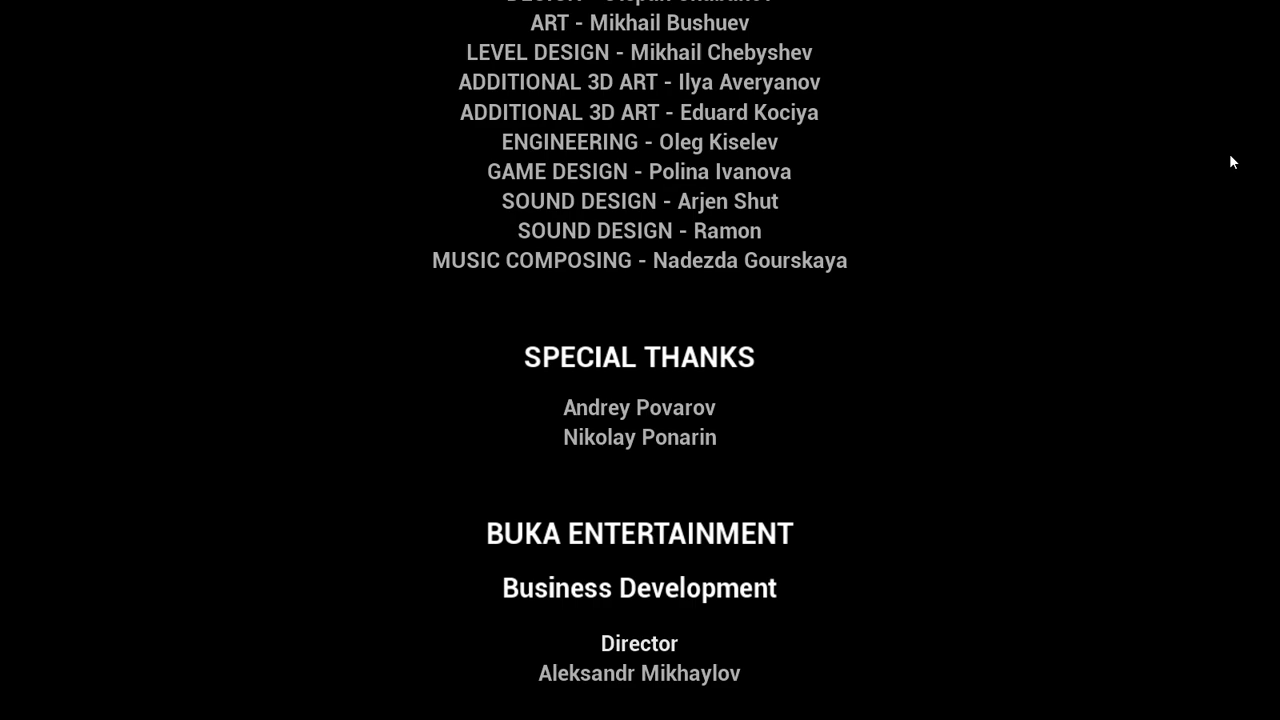 ART - Mikhail Bushuev
LEVEL DESIGN - Mikhail Chebyshev
ADDITIONAL 3D ART - Ilya Averyanov
ADDITIONAL 3D ART - Eduard Kociya
ENGINEERING - Oleg Kiselev
GAME DESIGN - Polina Ivanova
SOUND DESIGN - Arjen Shut
SOUND DESIGN - Ramon
MUSIC COMPOSING - Nadezda Gourskaya
SPECIAL THANKS
Andrey Povarov
Nikolay Ponarin
BUKA ENTERTAINMENT
Business Development
Director
Aleksandr Mikhaylov